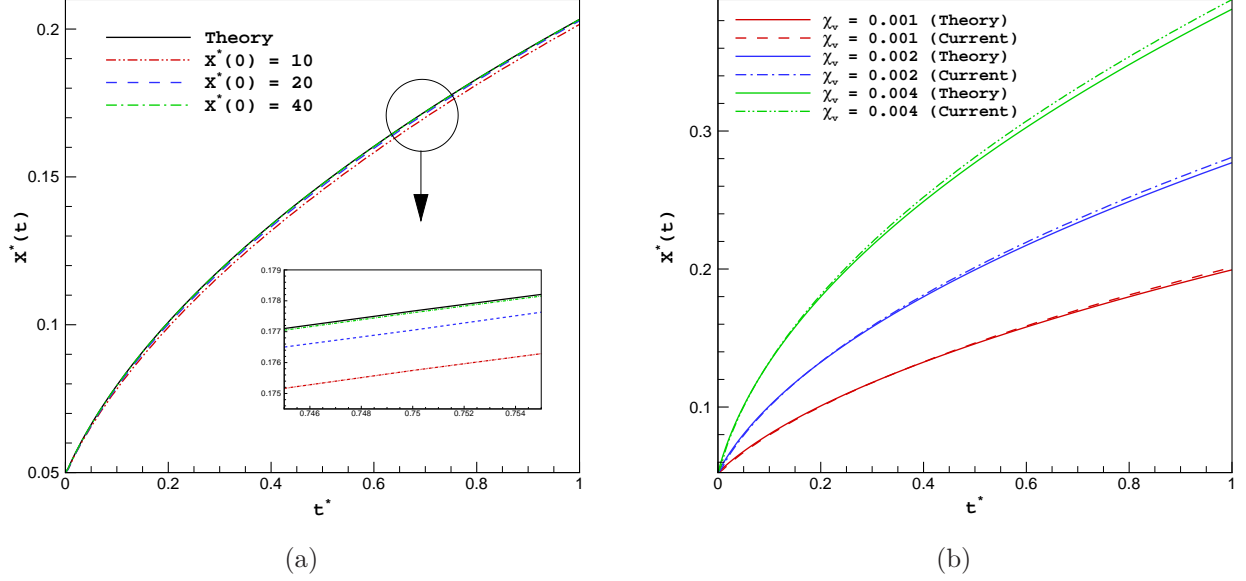 0.2
0.15
0.1
0.05
X*(t)
Theory
X*(0) = 10
X*(0) = 20
X*(0) = 40
0.179
0.178
0.177
0.176
0.175
0.746 0.748 0.75 0.752 0.754
0 0.2 0.4 0.6 0.8 1
t*
(a)
0.4
0.3
0.2
0.1
X*(t)
χv = 0.001 (Theory)
χv = 0.001 (Current)
χv = 0.002 (Theory)
χv = 0.002 (Current)
χv = 0.004 (Theory)
χv = 0.004 (Current)
0 0.2 0.4 0.6 0.8 1
t*
(b)